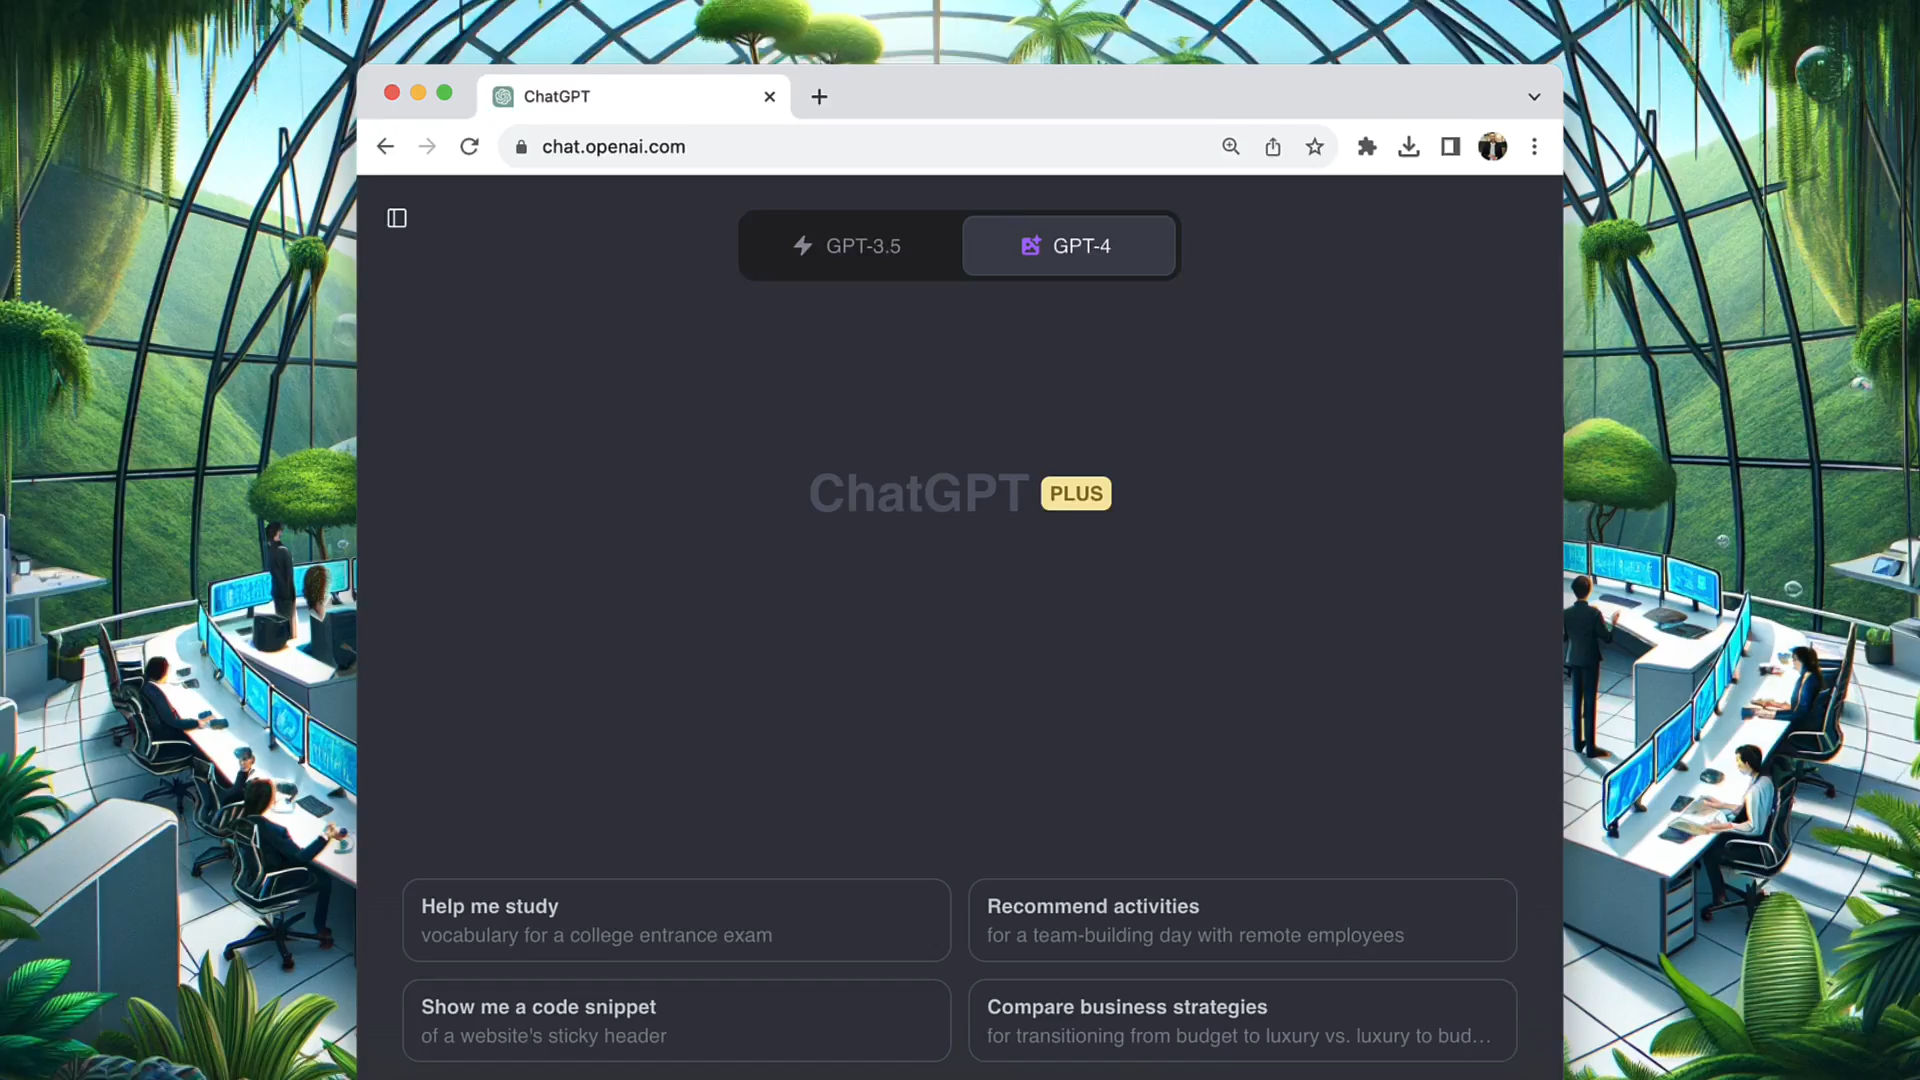 ChatGPT
chat.openai.com
GPT-3.5
GPT-4
ChatGPT PLUS
Help me study
vocabulary for a college entrance exam
Recommend activities
for a team-building day with remote employees
Show me a code snippet
of a website's sticky header
Compare business strategies
for transitioning from budget to luxury vs. luxury to bud…